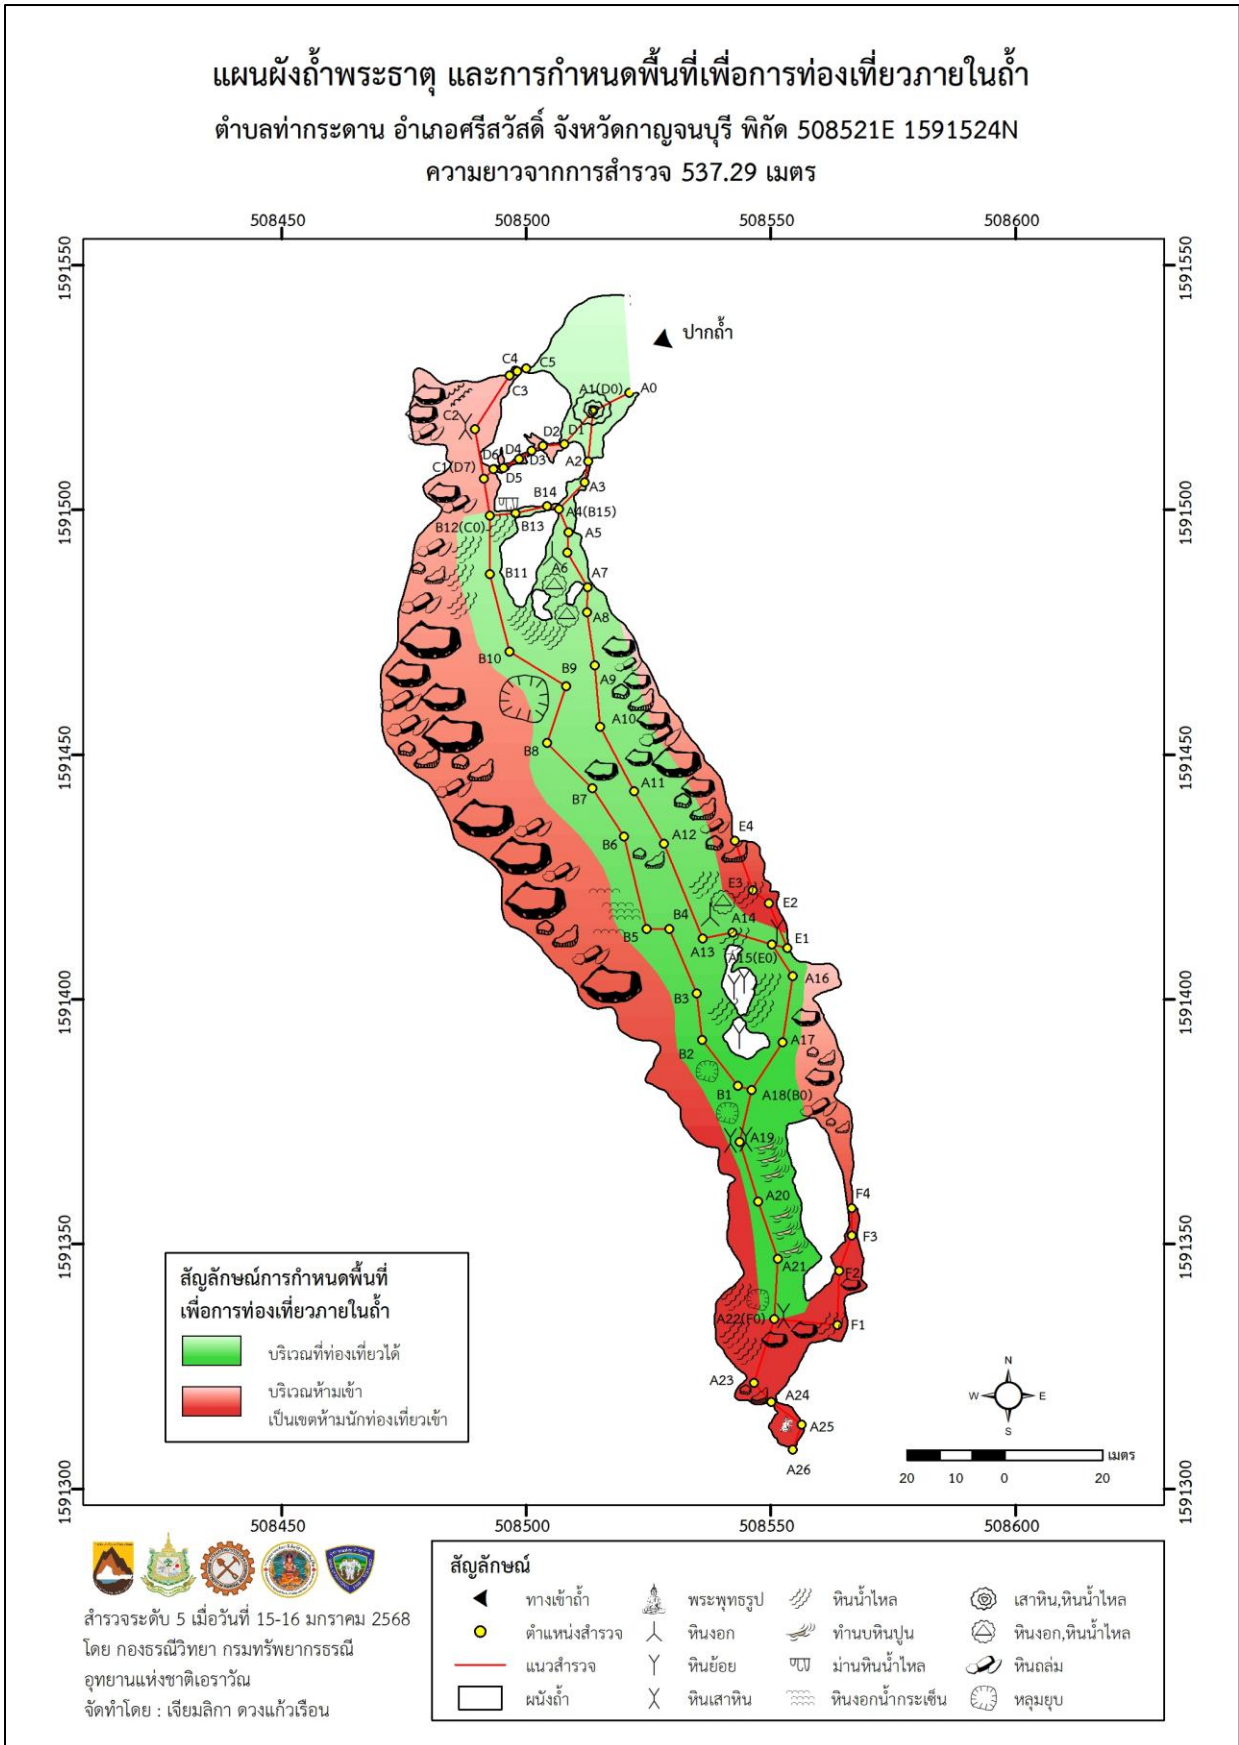 แผนผังถ้ำพระธาตุ และการกำหนดพื้นที่เพื่อการท่องเที่ยวภายในถ้ำ
ตำบลท่ากระดาน อำเภอศรีสวัสดิ์ จังหวัดกาญจนบุรี พิกัด 508521E 1591524N
ความยาวจากการสำรวจ 537.29 เมตร
508450 508500 508550 508600
1591550 1591550
ปากถ้ำ
C4 C5
C3
A1(D0) A0
C2
D2 D1
D4
D6 D3
C1(D7) D5 A2
A3
B14
1591500 A4(B15) 1591500
B12(C0) B13
A5
A6
B11 A7
A8
B10 B9
A9
A10
B8
1591450 1591450
B7 A11
A12 E4
B6
E3
E2
B4 A14
B5 A13 E1
A15(E0)
A16
B3
1591400 1591400
B2 A17
B1 A18(B0)
A19
A20 F4
F3
1591350 1591350
A21 F2
A22(F0) F1
A23 A24
A25
A26
สัญลักษณ์การกำหนดพื้นที่
เพื่อการท่องเที่ยวภายในถ้ำ
บริเวณที่ท่องเที่ยวได้
บริเวณห้ามเข้า
เป็นเขตห้ามนักท่องเที่ยวเข้า
N
W E
S
เมตร
20 10 0 20
1591300 1591300
508450 508500 508550 508600
สำรวจระดับ 5 เมื่อวันที่ 15-16 มกราคม 2568
โดย กองธรณีวิทยา กรมทรัพยากรธรณี
อุทยานแห่งชาติเอราวัณ
จัดทำโดย : เจียมลิกา ดวงแก้วเรือน
สัญลักษณ์
ทางเข้าถ้ำ พระพุทธรูป หินน้ำไหล เสาหิน,หินน้ำไหล
ตำแหน่งสำรวจ หินงอก ทำนบหินปูน หินงอก,หินน้ำไหล
แนวสำรวจ หินย้อย ม่านหินน้ำไหล หินถล่ม
ผนังถ้ำ หินเสาหิน หินงอกน้ำกระเซ็น หลุมยุบ